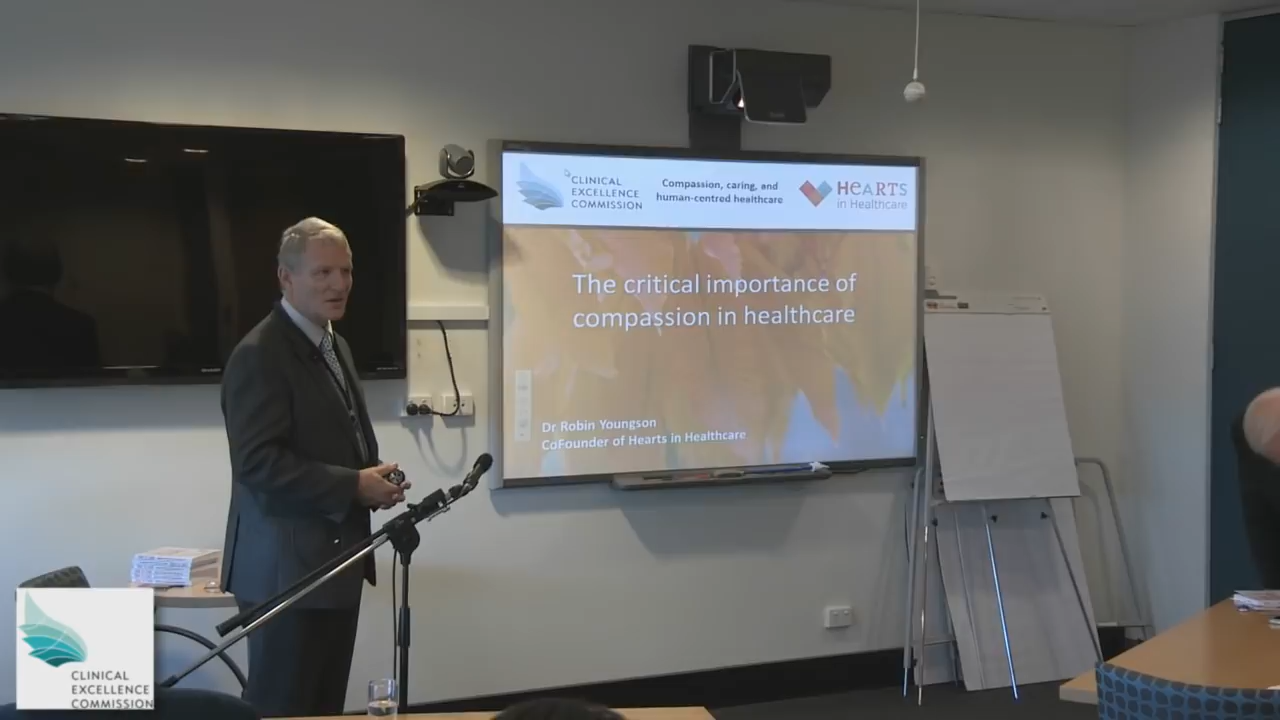 CLINICAL
EXCELLENCE
COMMISSION
Compassion, caring, and
human-centred healthcare
HeARTS
in Healthcare
The critical importance of
compassion in healthcare
Dr Robin Youngson
CoFounder of Hearts in Healthcare
CLINICAL
EXCELLENCE
COMMISSION